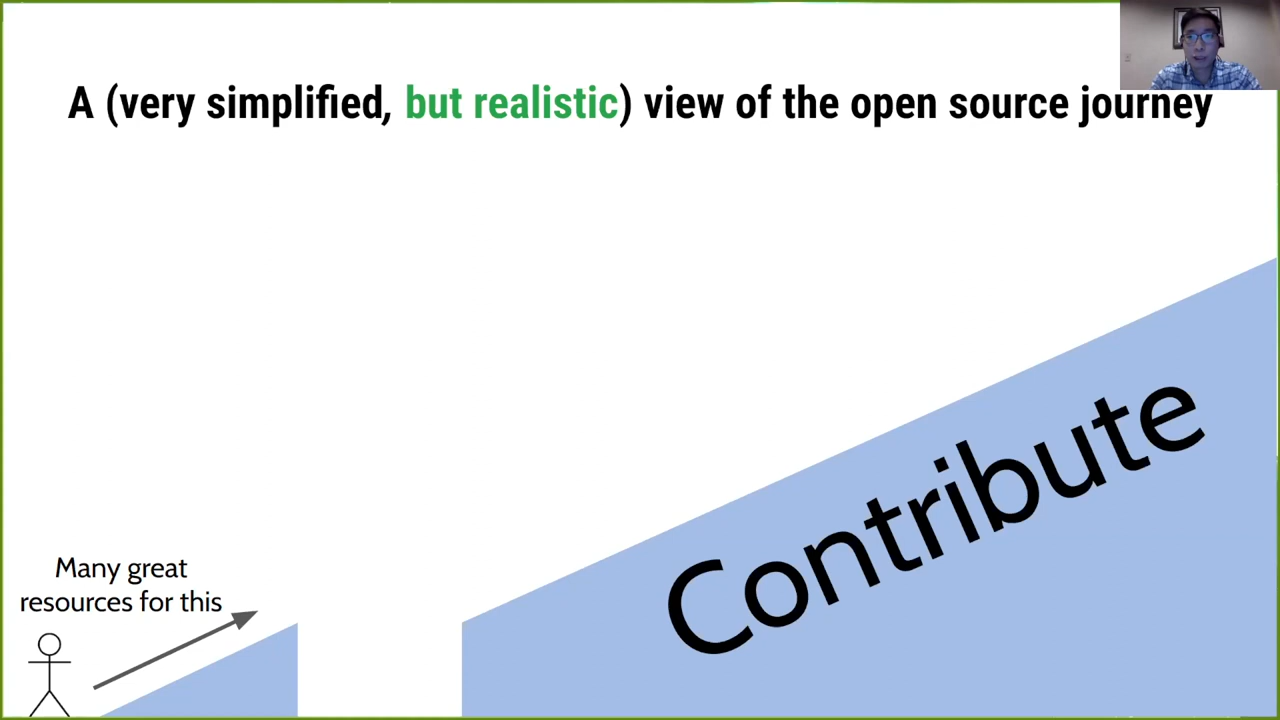 A (very simplified, but realistic) view of the open source journey
Many great
resources for this
Contribute